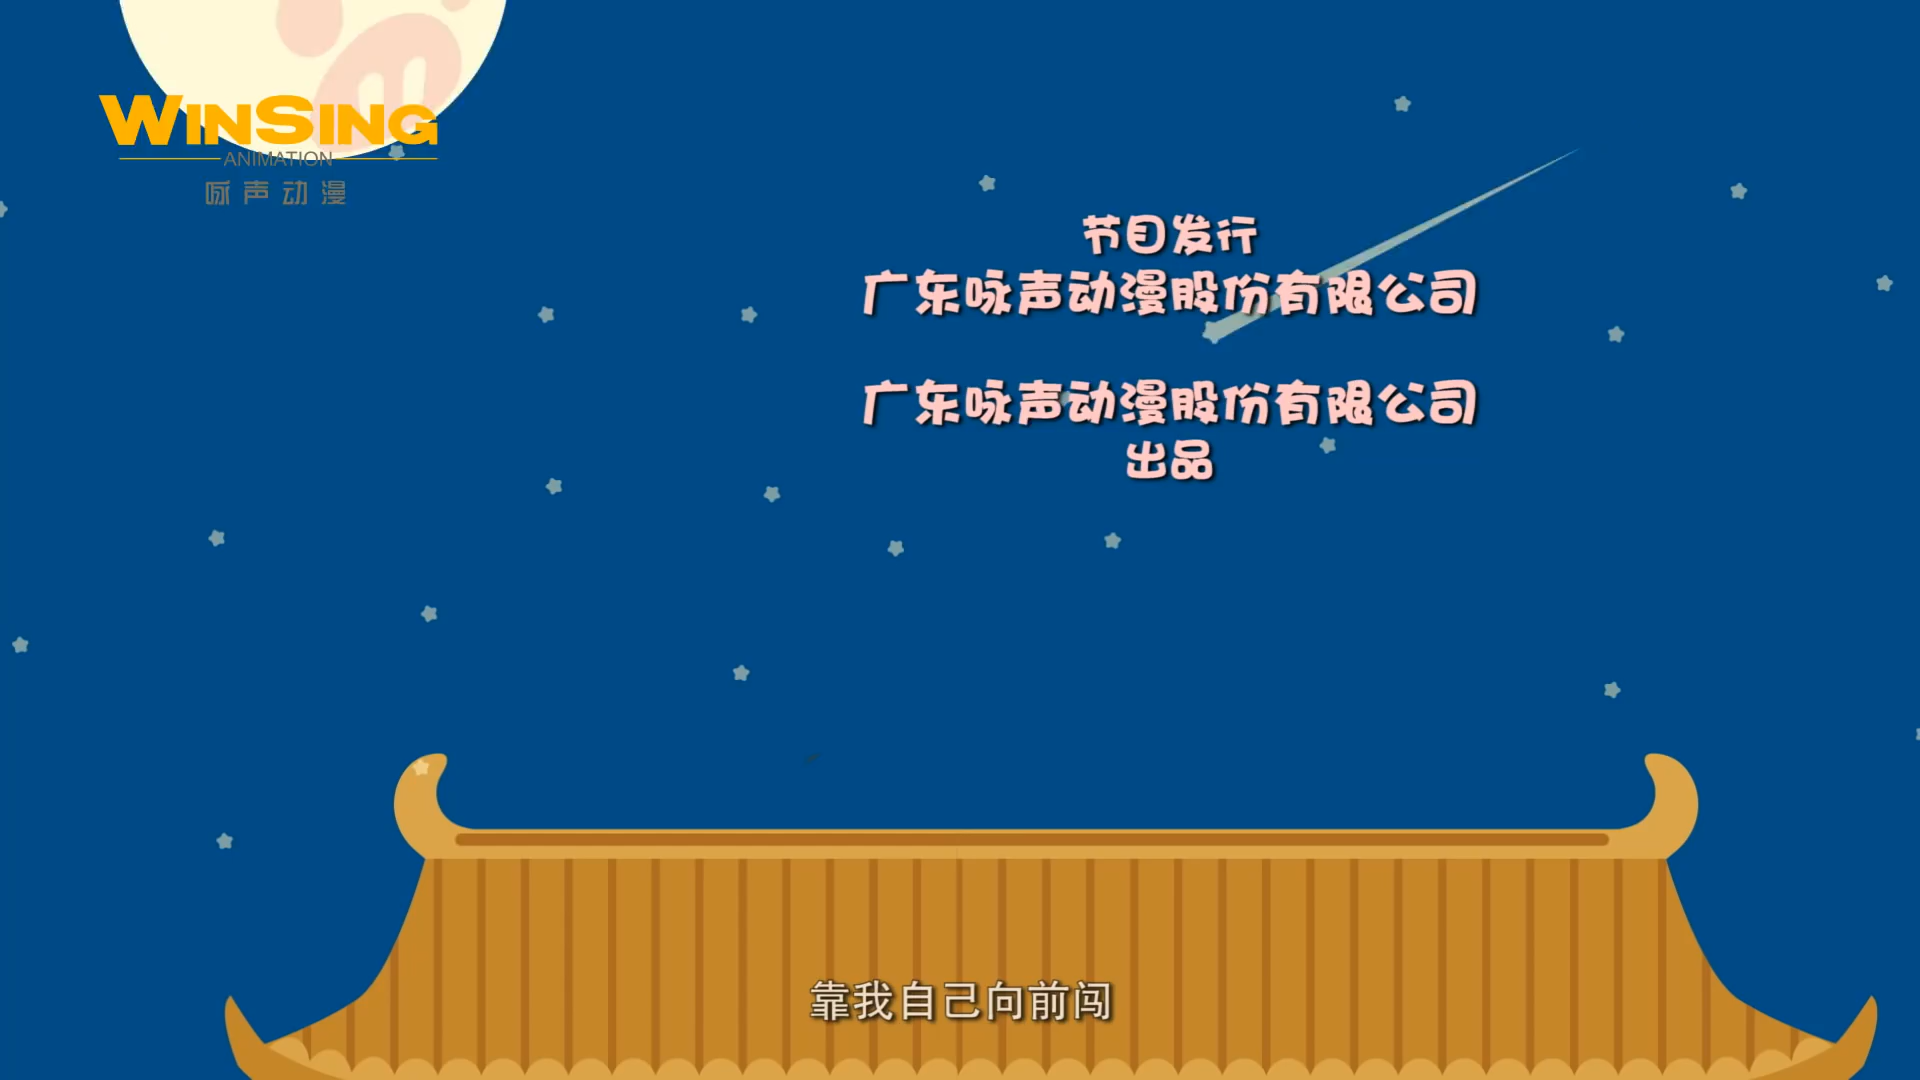 WINSING
ANIMATION
咏声动漫
节目发行
广东咏声动漫股份有限公司
广东咏声动漫股份有限公司
出品
靠我自己向前闯